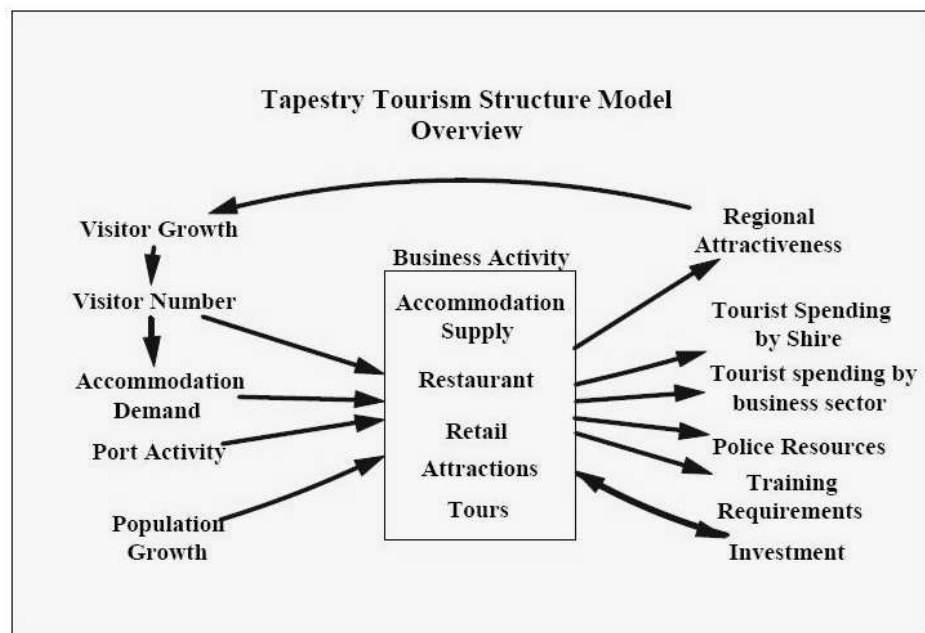 Tapestry Tourism Structure Model
Overview
Visitor Growth
Visitor Number
Accommodation
Demand
Port Activity
Population
Growth
Business Activity
Accommodation
Supply
Restaurant
Retail
Attractions
Tours
Regional
Attractiveness
Tourist Spending
by Shire
Tourist spending by
business sector
Police Resources
Training
Requirements
Investment